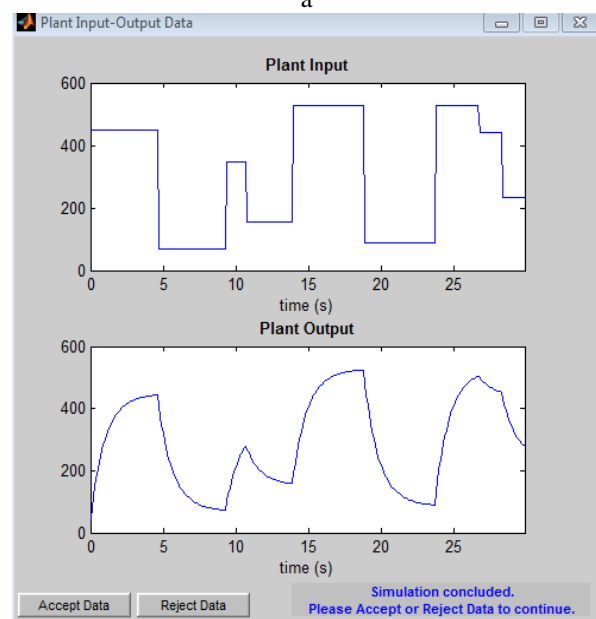 a
Plant Input-Output Data
Plant Input
600
400
200
0
0 5 10 15 20 25
time (s)
Plant Output
600
400
200
0
0 5 10 15 20 25
time (s)
Accept Data Reject Data
Simulation concluded.
Please Accept or Reject Data to continue.